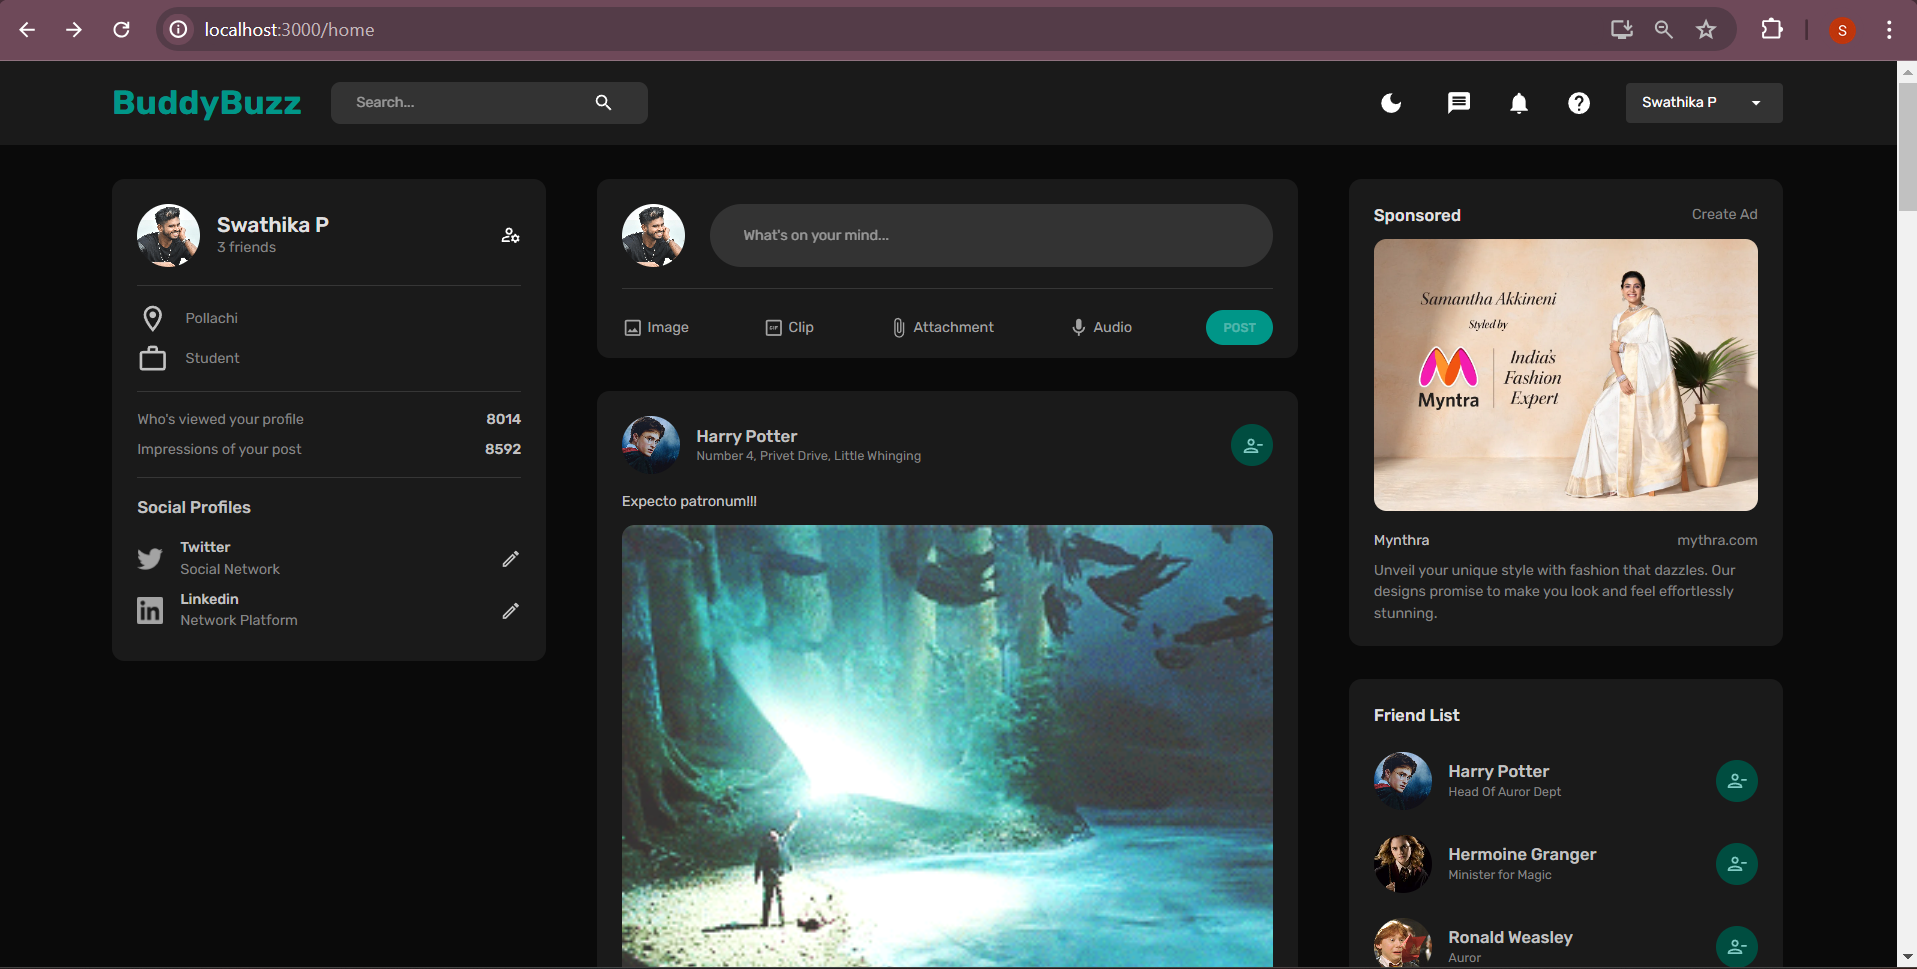 localhost:3000/home
S
BuddyBuzz
Search...
Swathika P
Swathika P
3 friends
Pollachi
Student
Who's viewed your profile 8014
Impressions of your post 8592
Social Profiles
Twitter
Social Network
Linkedin
Network Platform
What's on your mind...
Image
GIF Clip
Attachment
Audio
POST
Harry Potter
Number 4, Privet Drive, Little Whinging
Expecto patronum!!!
Sponsored Create Ad
Samantha Akkineni
Styled by
Myntra
India's
Fashion
Expert
Mynthra mythra.com
Unveil your unique style with fashion that dazzles. Our
designs promise to make you look and feel effortlessly
stunning.
Friend List
Harry Potter
Head Of Auror Dept
Hermoine Granger
Minister for Magic
Ronald Weasley
Auror